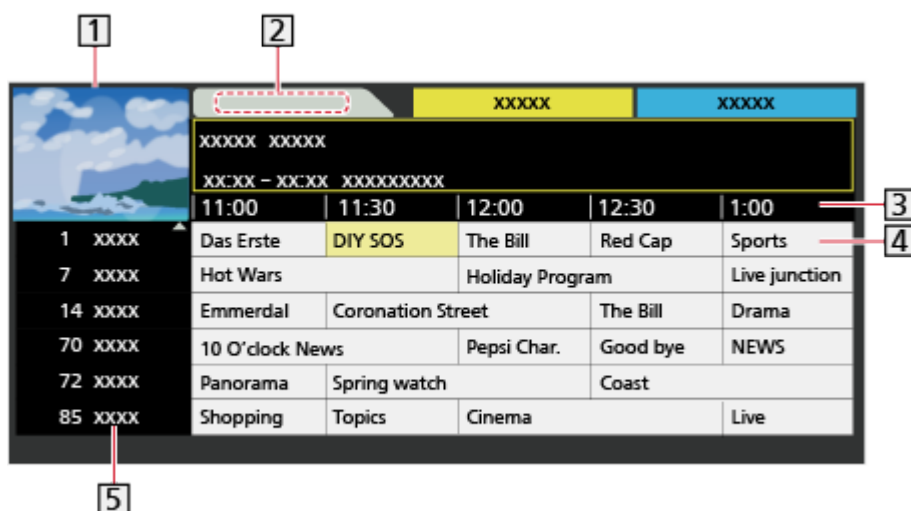 1 2
xxxxx xxxxx
xxxxx xxxxx
xx:xx – xx:xx xxxxxxxxx
11:00 11:30 12:00 12:30 1:00 3
1 xxxx Das Erste DIY SOS The Bill Red Cap Sports 4
7 xxxx Hot Wars Holiday Program Live junction
14 xxxx Emmerdal Coronation Street The Bill Drama
70 xxxx 10 O'clock News Pepsi Char. Good bye NEWS
72 xxxx Panorama Spring watch Coast
85 xxxx Shopping Topics Cinema Live
5